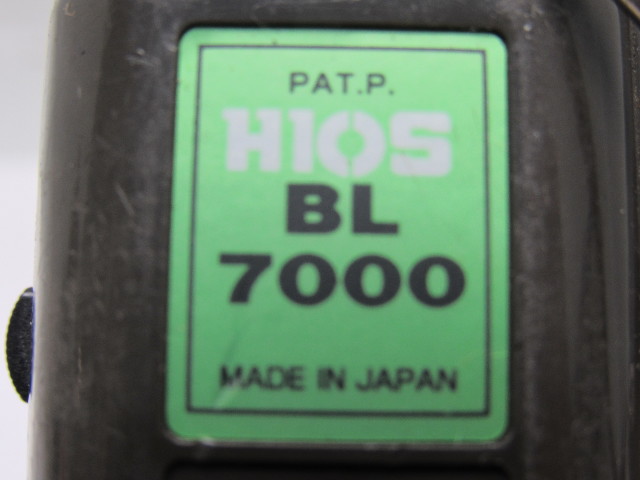 PAT.P.
HIOS
BL
7000
MADE IN JAPAN